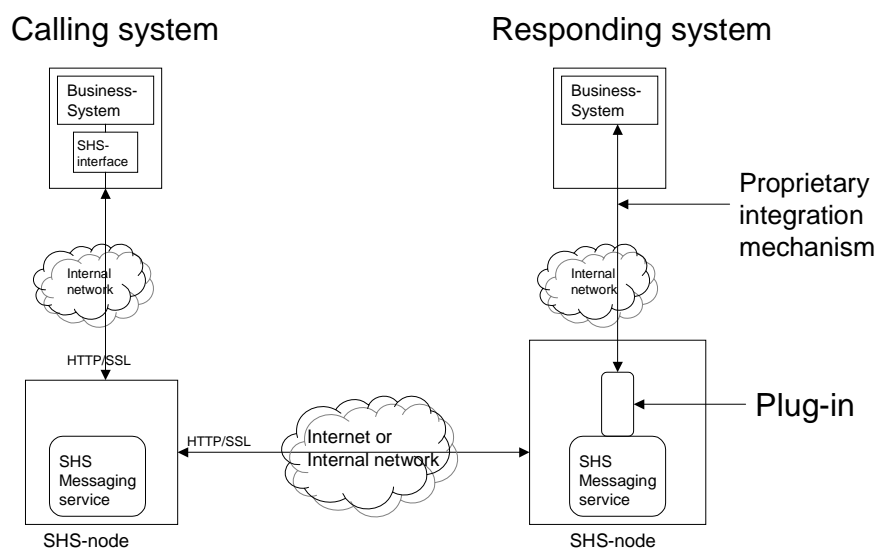 Calling system
Responding system
Business-
System
SHS-
interface
Business-
System
Proprietary
integration
mechanism
Internal
network
Internal
network
HTTP/SSL
Plug-in
HTTP/SSL
Internet or
Internal network
SHS
Messaging
service
SHS
Messaging
service
SHS-node
SHS-node